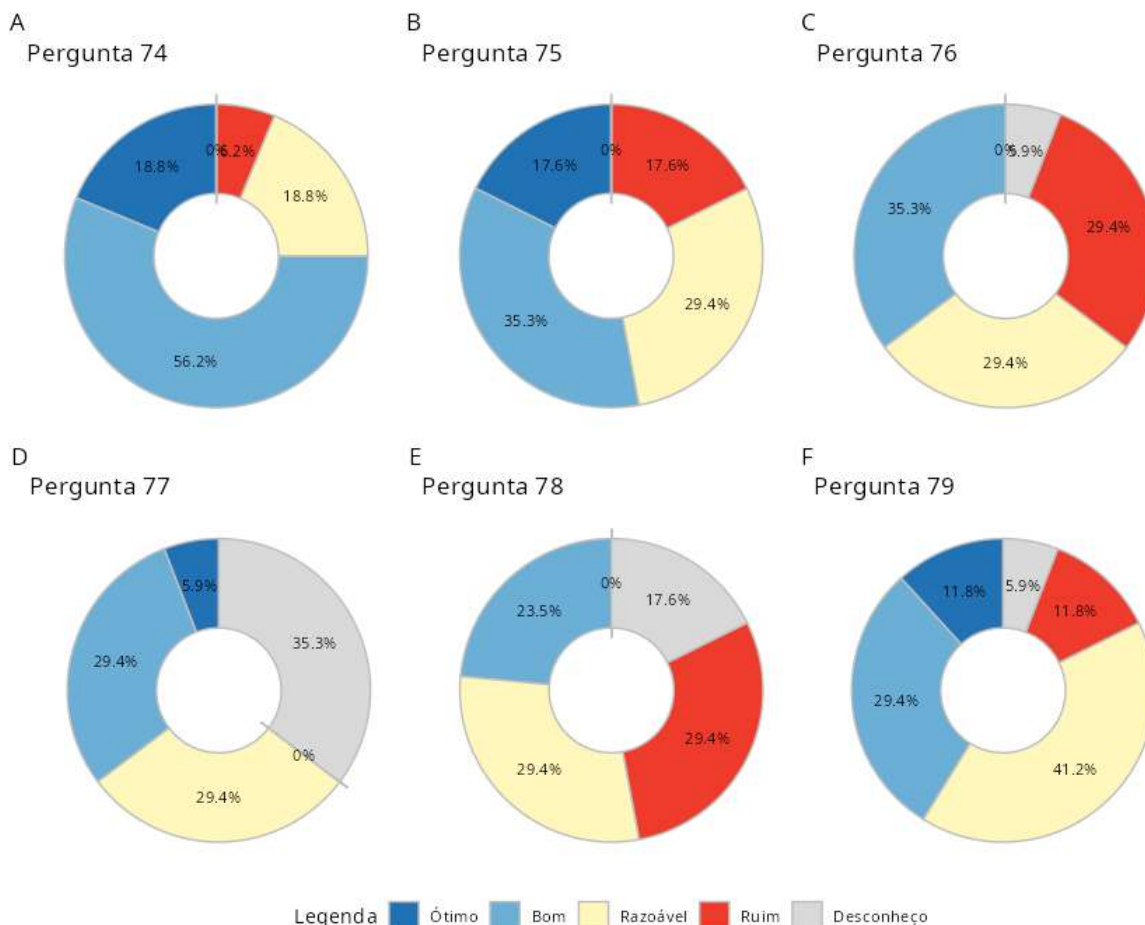 A
Pergunta 74
0%
6.2%
18.8%
18.8%
56.2%
B
Pergunta 75
17.6%
0%
17.6%
29.4%
35.3%
C
Pergunta 76
0%
5.9%
35.3%
29.4%
29.4%
D
Pergunta 77
5.9%
35.3%
29.4%
0%
29.4%
E
Pergunta 78
0%
17.6%
23.5%
29.4%
29.4%
F
Pergunta 79
11.8%
5.9%
11.8%
29.4%
41.2%
Legenda Ótimo Bom Razoável Ruim Desconheço